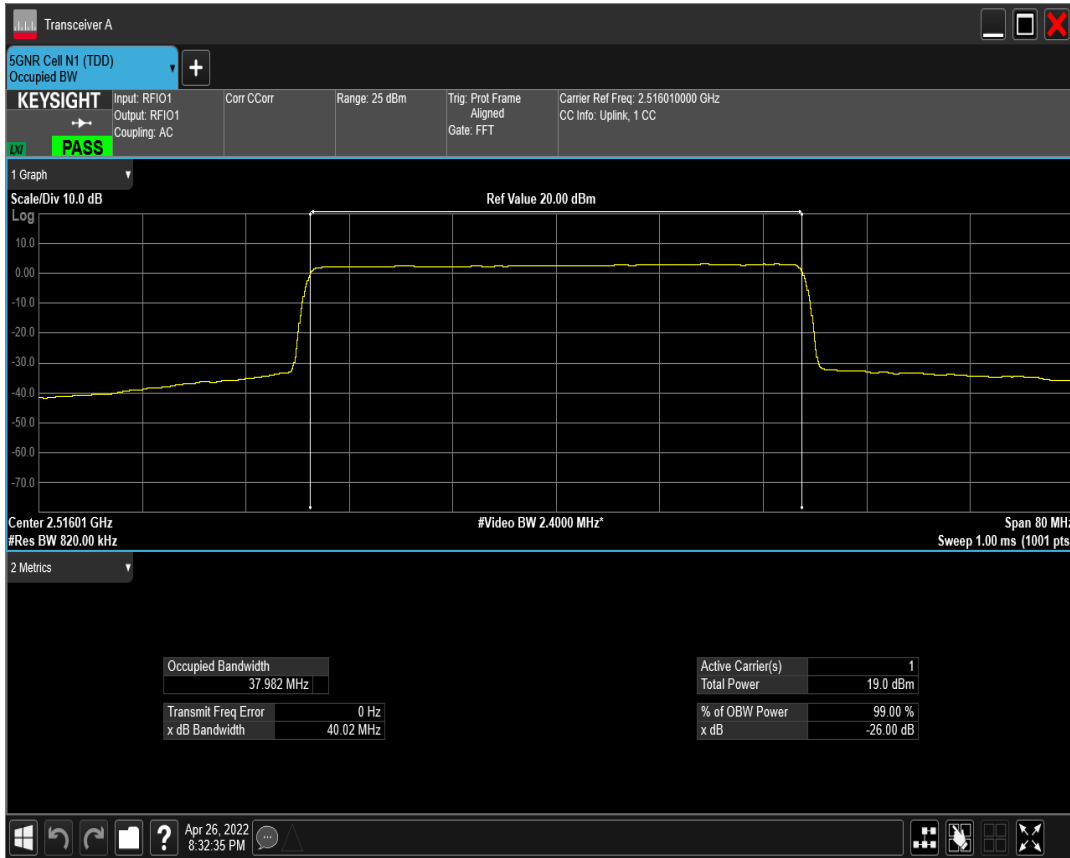 Transceiver A
5GNR Cell N1 (TDD)
Occupied BW
+
KEYSIGHT
LXI
PASS
Input: RFIO1
Output: RFIO1
Coupling: AC
Corr CCorr
Range: 25 dBm
Trig: Prot Frame
Aligned
Gate: FFT
Carrier Ref Freq: 2.516010000 GHz
CC Info: Uplink, 1 CC
1 Graph
Scale/Div 10.0 dB
Ref Value 20.00 dBm
Log
10.0
0.00
-10.0
-20.0
-30.0
-40.0
-50.0
-60.0
-70.0
Center 2.51601 GHz
#Video BW 2.4000 MHz*
Span 80 MHz
#Res BW 820.00 kHz
Sweep 1.00 ms (1001 pts
2 Metrics
Occupied Bandwidth
37.982 MHz
Transmit Freq Error 0 Hz
x dB Bandwidth 40.02 MHz
Active Carrier(s) 1
Total Power 19.0 dBm
% of OBW Power 99.00 %
x dB -26.00 dB
?
Apr 26, 2022
8:32:35 PM